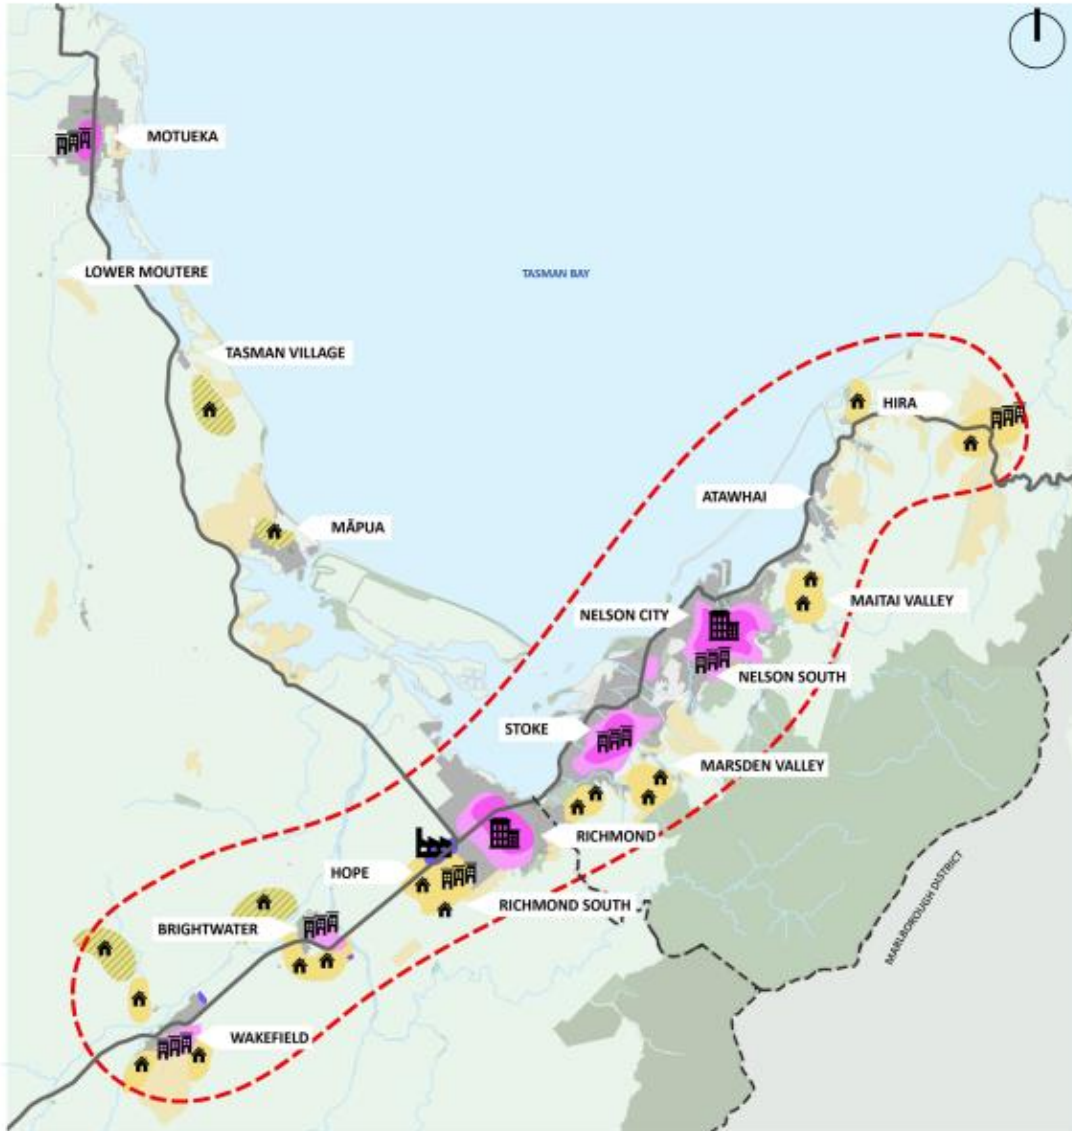 MOTUEKA
LOWER MOUTERE
TASMAN BAY
TASMAN VILLAGE
HIRA
ATAWHAI
MĀPUA
MAITAI VALLEY
NELSON CITY
NELSON SOUTH
STOKE
MARSDEN VALLEY
RICHMOND
HOPE
RICHMOND SOUTH
BRIGHTWATER
MARLBOROUGH DISTRICT
WAKEFIELD